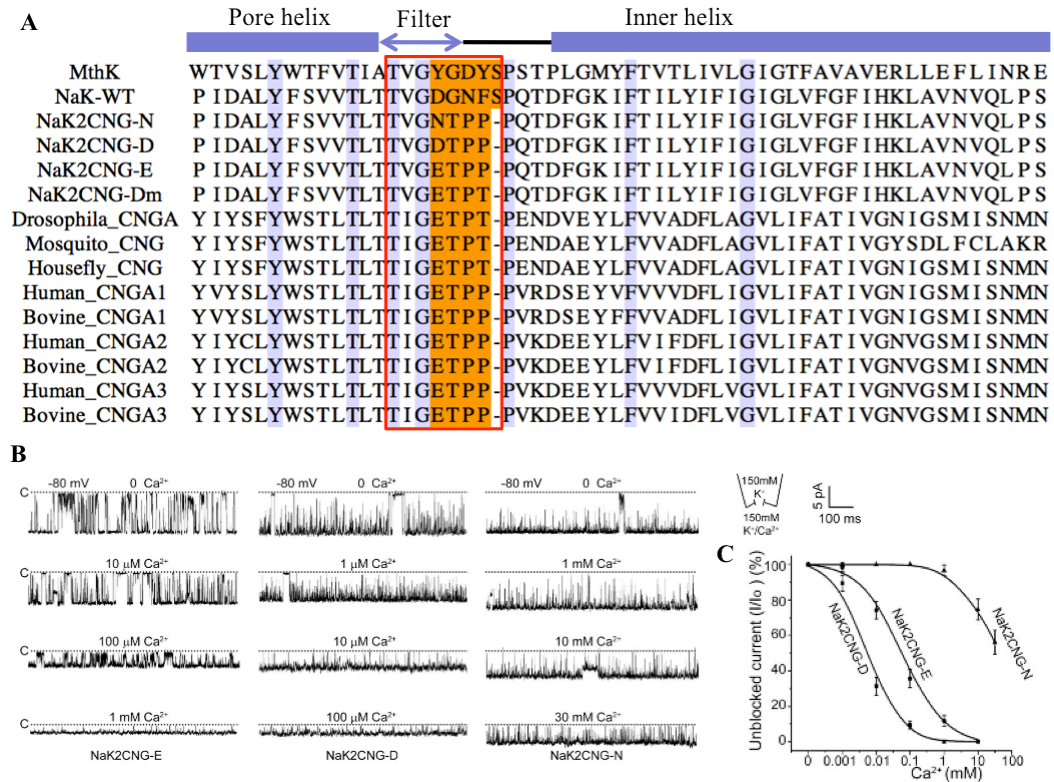 A
Pore helix Filter Inner helix
MthK WTVSLYWTFVTIATVGYGDYSPSTPLGMYFTVTLIVLGIGTFAVAVERLLEFLINRE
NaK-WT PIDALYFSVVTLTTVGDGNFSPQTDFGKIFTILYIFIGIGLVFGFIHKLAVNVQLPS
NaK2CNG-N PIDALYFSVVTLTTVGNTPP-PQTDFGKIFTILYIFIGIGLVFGFIHKLAVNVQLPS
NaK2CNG-D PIDALYFSVVTLTTVGDTPP-PQTDFGKIFTILYIFIGIGLVFGFIHKLAVNVQLPS
NaK2CNG-E PIDALYFSVVTLTTVGETPP-PQTDFGKIFTILYIFIGIGLVFGFIHKLAVNVQLPS
NaK2CNG-Dm PIDALYFSVVTLTTVGETPT-PQTDFGKIFTILYIFIGIGLVFGFIHKLAVNVQLPS
Drosophila_CNGA YIYSFYWSTLTLTTIGETPT-PENDVEYLFVVADFLAGVLIFATIVGNIGSMISNMN
Mosquito_CNG YIYSFYWSTLTLTTIGETPT-PENDAEYLFVVADFLAGVLIFATIVGYSDLFCLAKR
Housefly_CNG YIYSFYWSTLTLTTIGETPT-PENDAEYLFVVADFLAGVLIFATIVGNIGSMISNMN
Human_CNGA1 YVYSLYWSTLTLTTIGETPP-PVRDSEYVFVVVDFLIGVLIFATIVGNIGSMISNMN
Bovine_CNGA1 YVYSLYWSTLTLTTIGETPP-PVRDSEYFFVVADFLIGVLIFATIVGNIGSMISNMN
Human_CNGA2 YIYCLYWSTLTLTTIGETPP-PVKDEEYLFVIFDFLIGVLIFATIVGNVGSMISNMN
Bovine_CNGA2 YIYCLYWSTLTLTTIGETPP-PVKDEEYLFVIFDFLIGVLIFATIVGNVGSMISNMN
Human_CNGA3 YIYSLYWSTLTLTTIGETPP-PVKDEEYLFVVVDFLVGVLIFATIVGNVGSMISNMN
Bovine_CNGA3 YIYSLYWSTLTLTTIGETPP-PVKDEEYLFVVIDFLVGVLIFATIVGNVGSMISNMN
B
C -80 mV 0 Ca²⁺
C 10 μM Ca²⁺
C 100 μM Ca²⁺
C 1 mM Ca²⁺
NaK2CNG-E
-80 mV 0 Ca²⁺
1 μM Ca²⁺
10 μM Ca²⁺
100 μM Ca²⁺
NaK2CNG-D
-80 mV 0 Ca²⁺
1 mM Ca²⁺
10 mM Ca²⁺
30 mM Ca²⁺
NaK2CNG-N
150mM
K⁺
150mM
K⁺/Ca²⁺
5 pA
100 ms
C
Unblocked current (I/Io ) (%)
100
80
60
40
20
0
NaK2CNG-D
NaK2CNG-E
NaK2CNG-N
0 0.001 0.01 0.1 1 10 100
Ca²⁺ (mM)